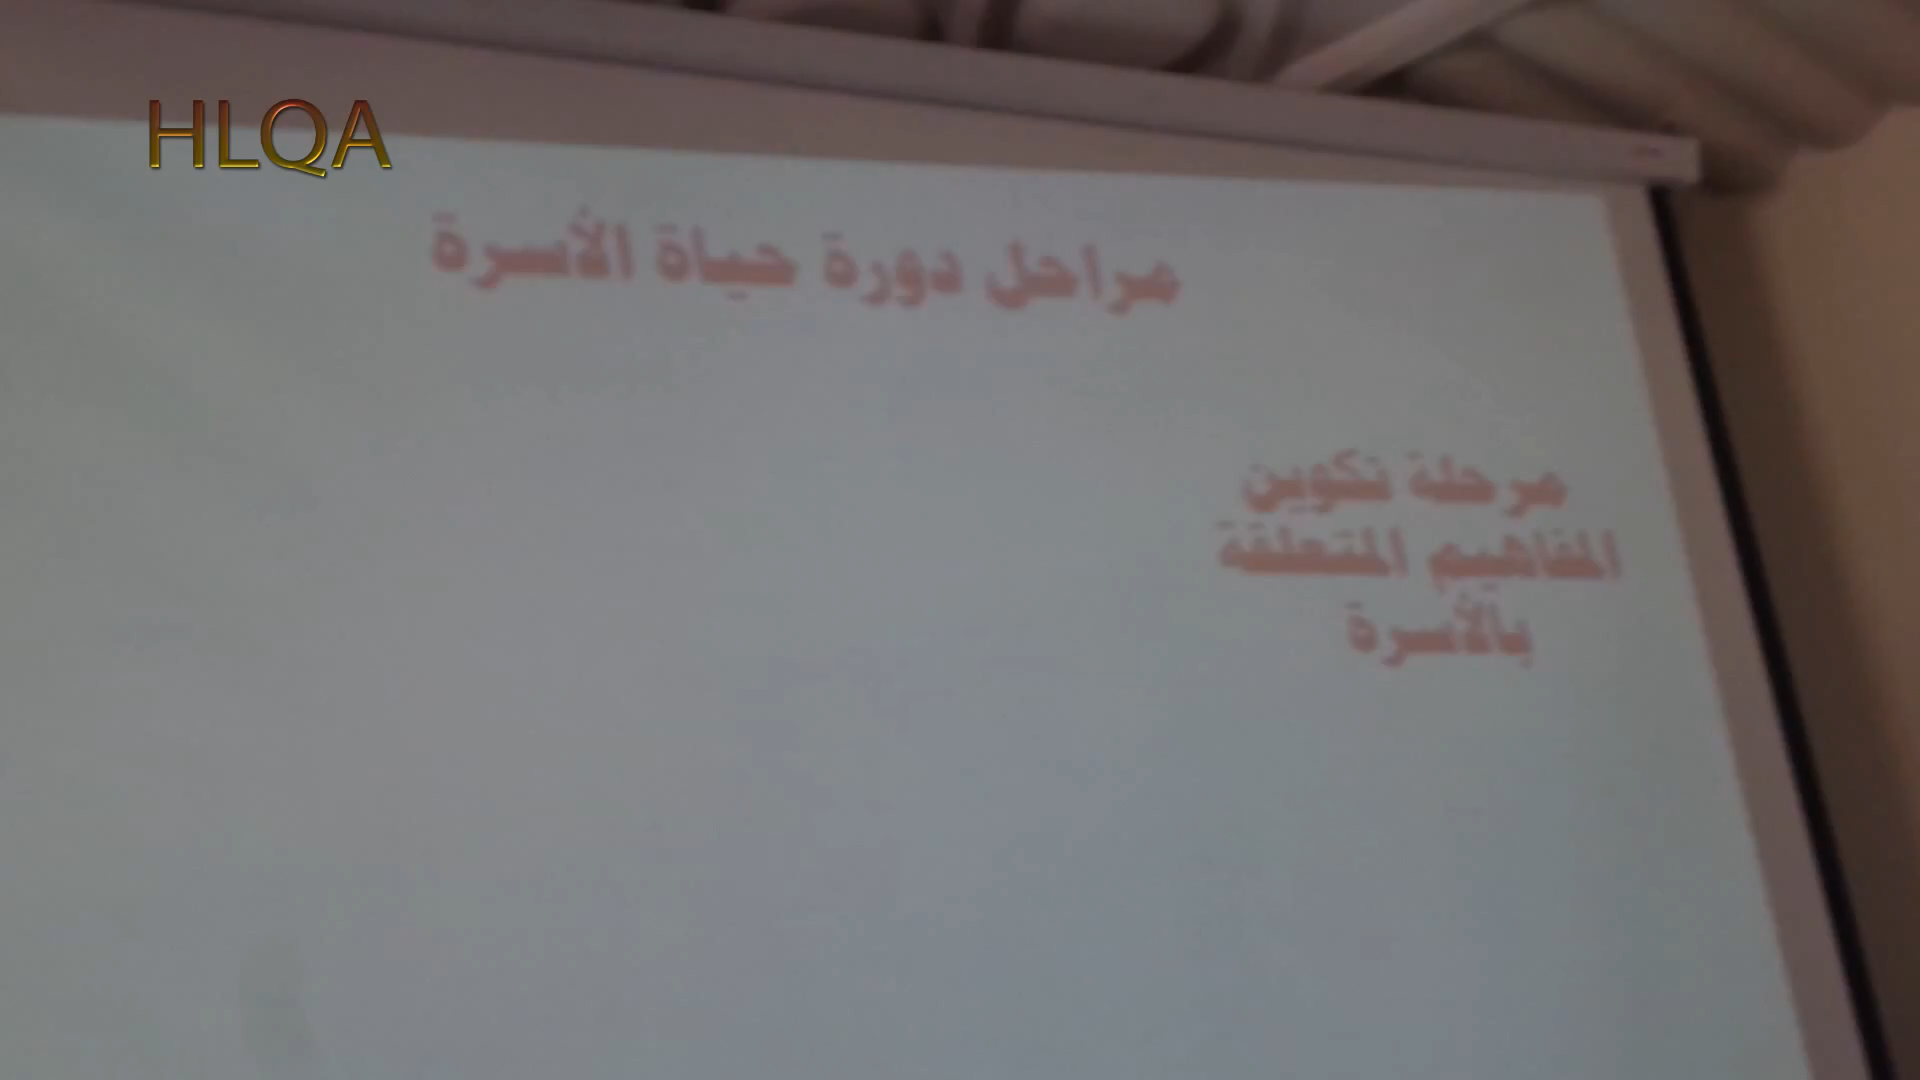 HLQA
مراحل دورة حياة الأسرة
مرحلة تكوين
المفاهيم المتعلقة
بالأسرة